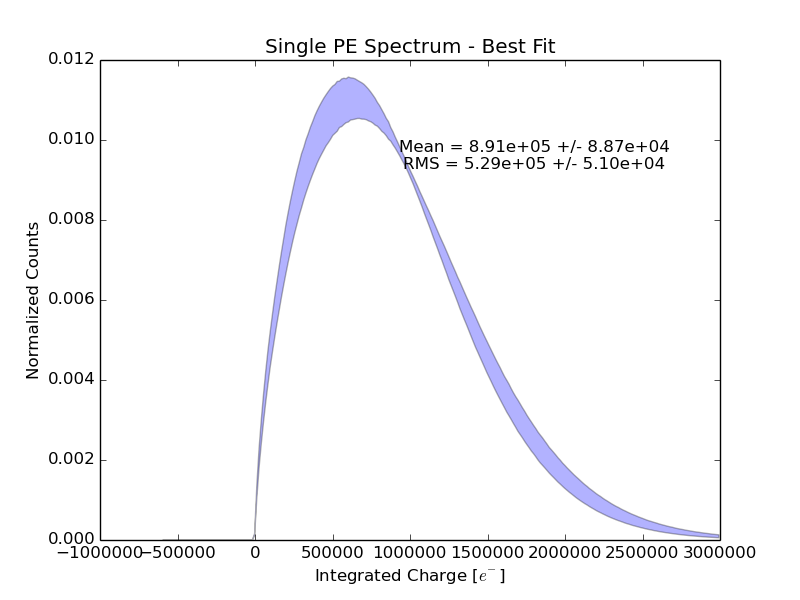 Single PE Spectrum - Best Fit
0.012
0.010
Mean = 8.91e+05 +/- 8.87e+04
RMS = 5.29e+05 +/- 5.10e+04
0.008
Normalized Counts
0.006
0.004
0.002
0.000
−1000000 −500000 0 500000 1000000 1500000 2000000 2500000 3000000
Integrated Charge [e⁻]